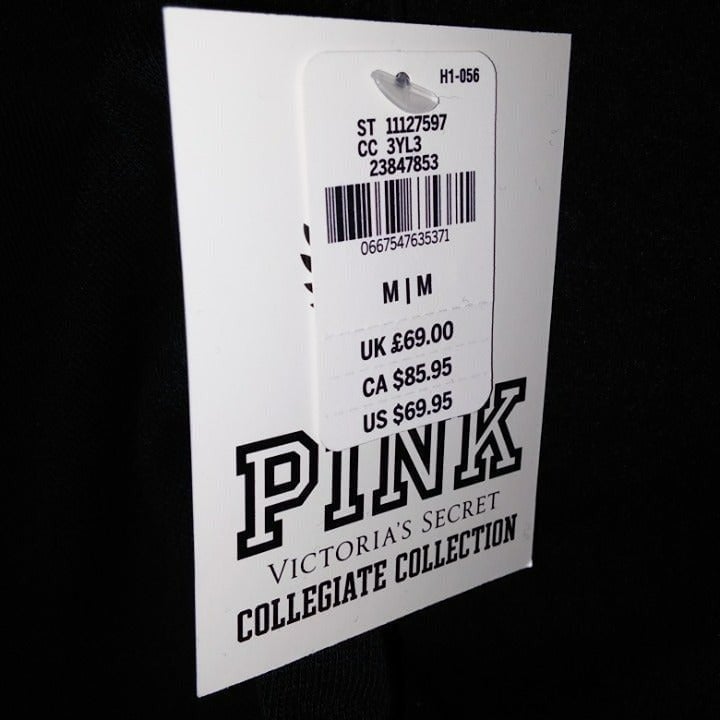 H1-056
ST 11127597
CC 3YL3
23847853
0667547635371
M | M
UK £69.00
CA $85.95
US $69.95
PINK
VICTORIA'S SECRET
COLLEGIATE COLLECTION